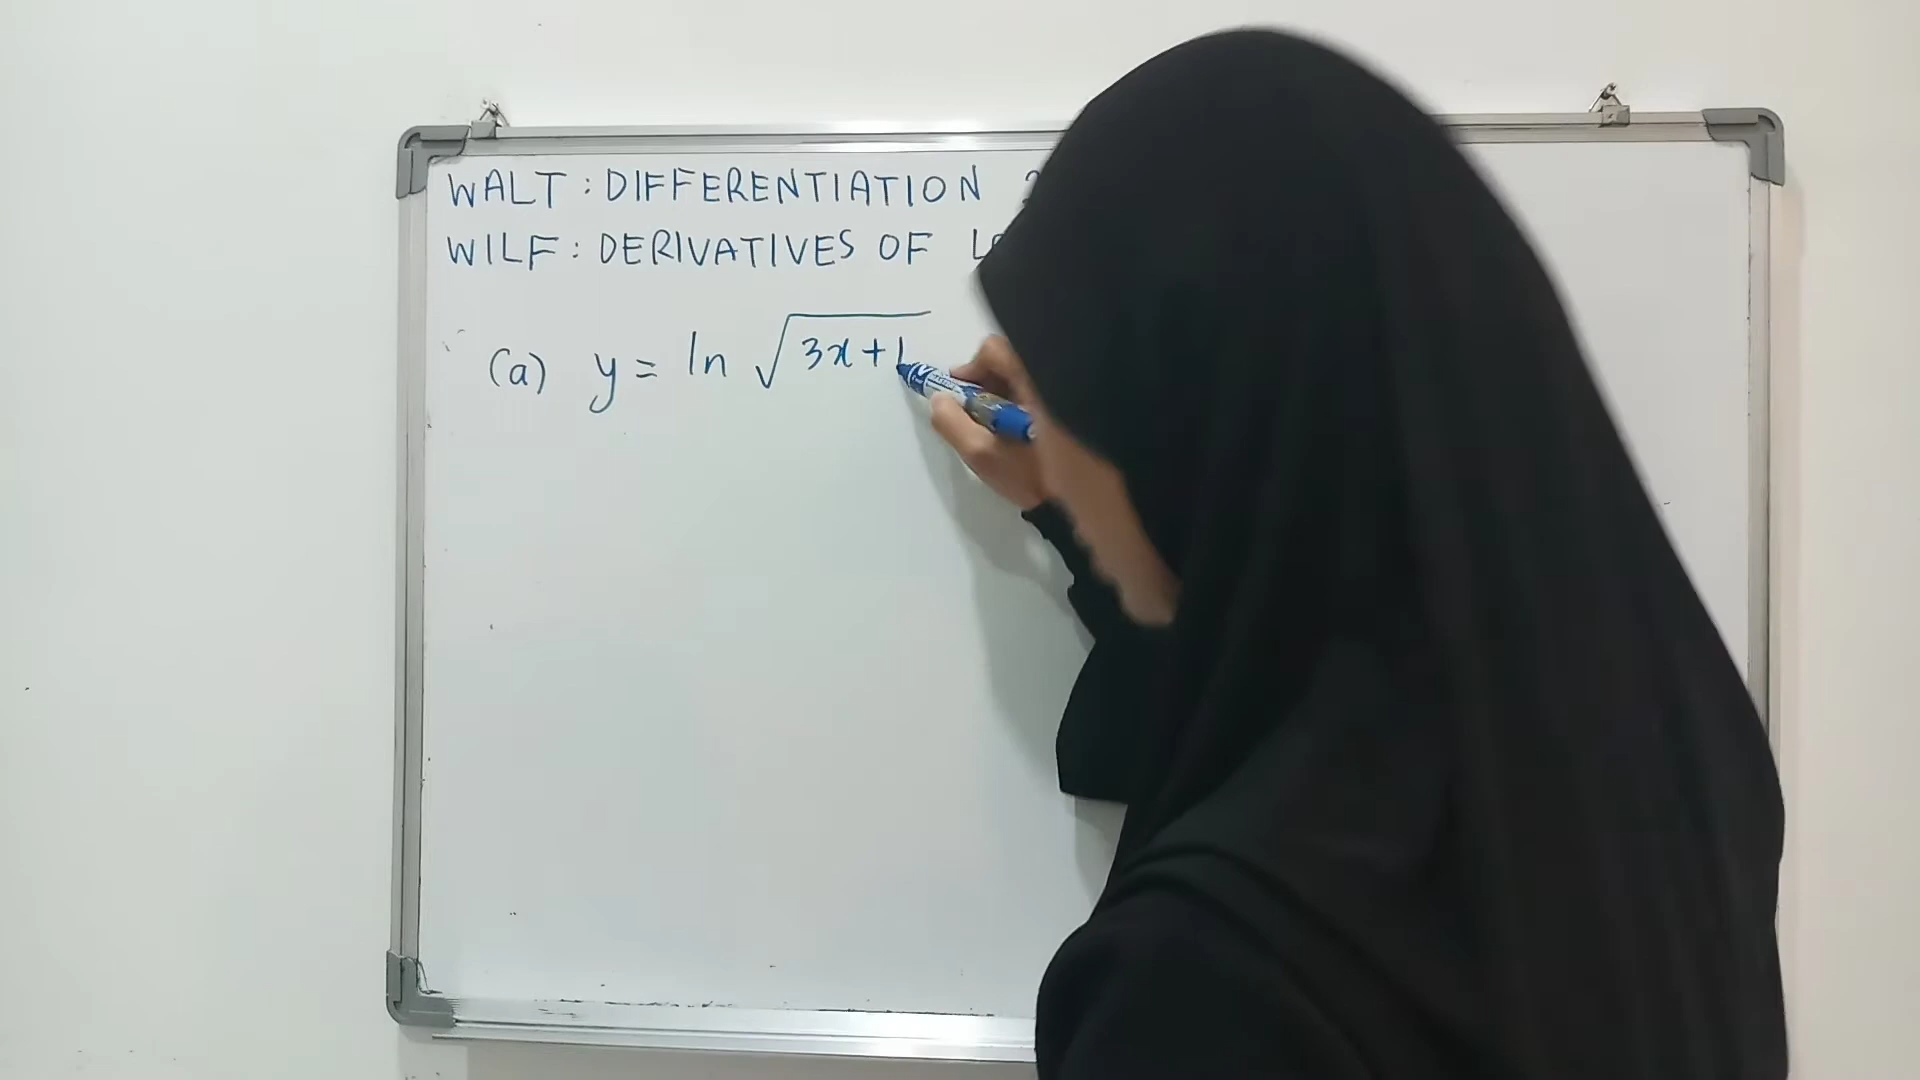 WALT : DIFFERENTIATION
WILF : DERIVATIVES OF
(a) y = ln √3x+1